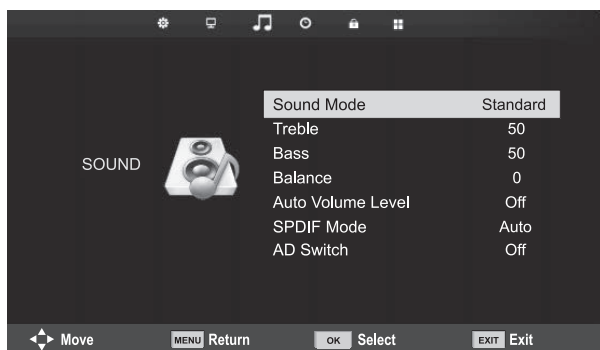 SOUND
Sound Mode Standard
Treble 50
Bass 50
Balance 0
Auto Volume Level Off
SPDIF Mode Auto
AD Switch Off
Move MENU Return OK Select EXIT Exit